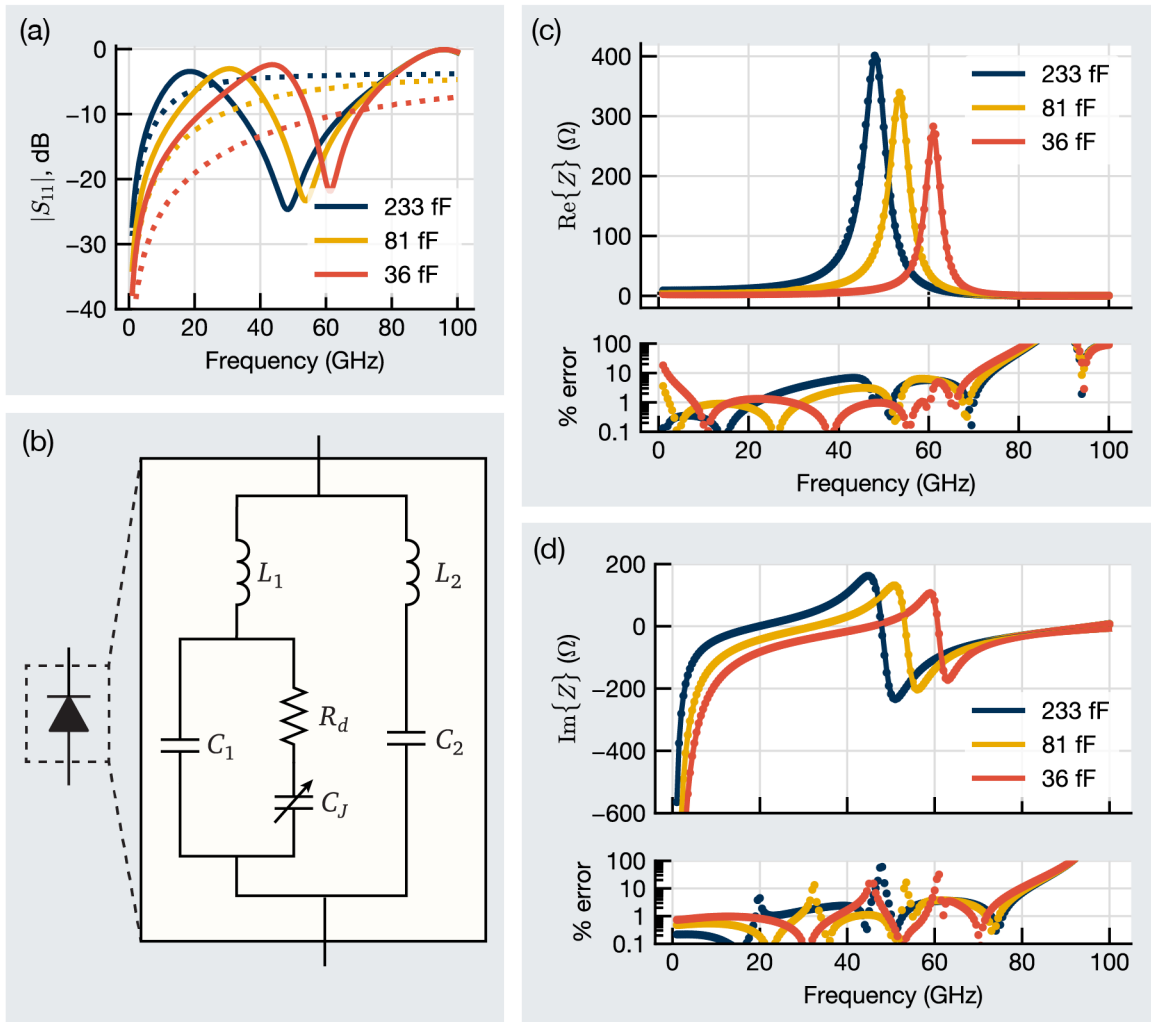 (a)
0
−10
−20
−30
−40
|S₁₁|, dB
233 fF
81 fF
36 fF
0 20 40 60 80 100
Frequency (GHz)
(b)
L₁
L₂
R_d
C₁
C₂
C_J
(c)
400
300
200
100
0
Re{Z} (Ω)
233 fF
81 fF
36 fF
100
10
1
0.1
% error
0 20 40 60 80 100
Frequency (GHz)
(d)
200
0
−200
−400
−600
Im{Z} (Ω)
233 fF
81 fF
36 fF
100
10
1
0.1
% error
0 20 40 60 80 100
Frequency (GHz)